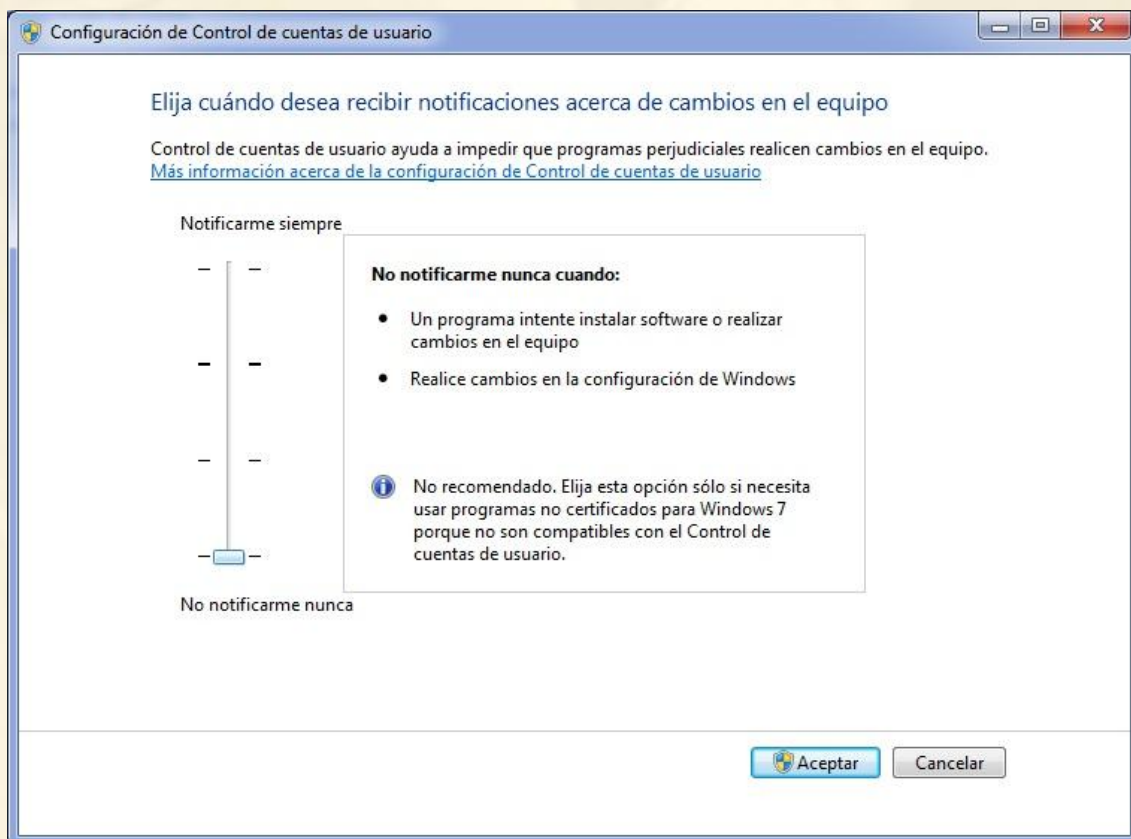 Configuración de Control de cuentas de usuario
Elija cuándo desea recibir notificaciones acerca de cambios en el equipo
Control de cuentas de usuario ayuda a impedir que programas perjudiciales realicen cambios en el equipo.
Más información acerca de la configuración de Control de cuentas de usuario
Notificarme siempre
No notificarme nunca cuando:
• Un programa intente instalar software o realizar
cambios en el equipo
• Realice cambios en la configuración de Windows
No recomendado. Elija esta opción sólo si necesita
usar programas no certificados para Windows 7
porque no son compatibles con el Control de
cuentas de usuario.
No notificarme nunca
Aceptar
Cancelar